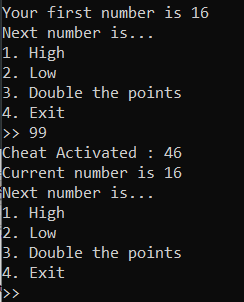 Your first number is 16
Next number is...
1. High
2. Low
3. Double the points
4. Exit
>> 99
Cheat Activated : 46
Current number is 16
Next number is...
1. High
2. Low
3. Double the points
4. Exit
>>